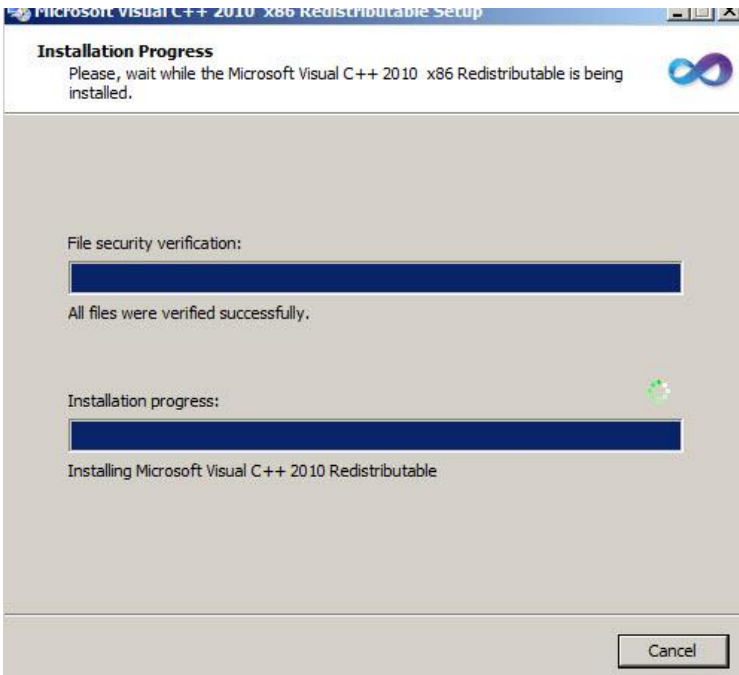 Microsoft Visual C++ 2010 x86 Redistributable Setup
Installation Progress
Please, wait while the Microsoft Visual C++ 2010 x86 Redistributable is being
installed.
File security verification:
All files were verified successfully.
Installation progress:
Installing Microsoft Visual C++ 2010 Redistributable
Cancel